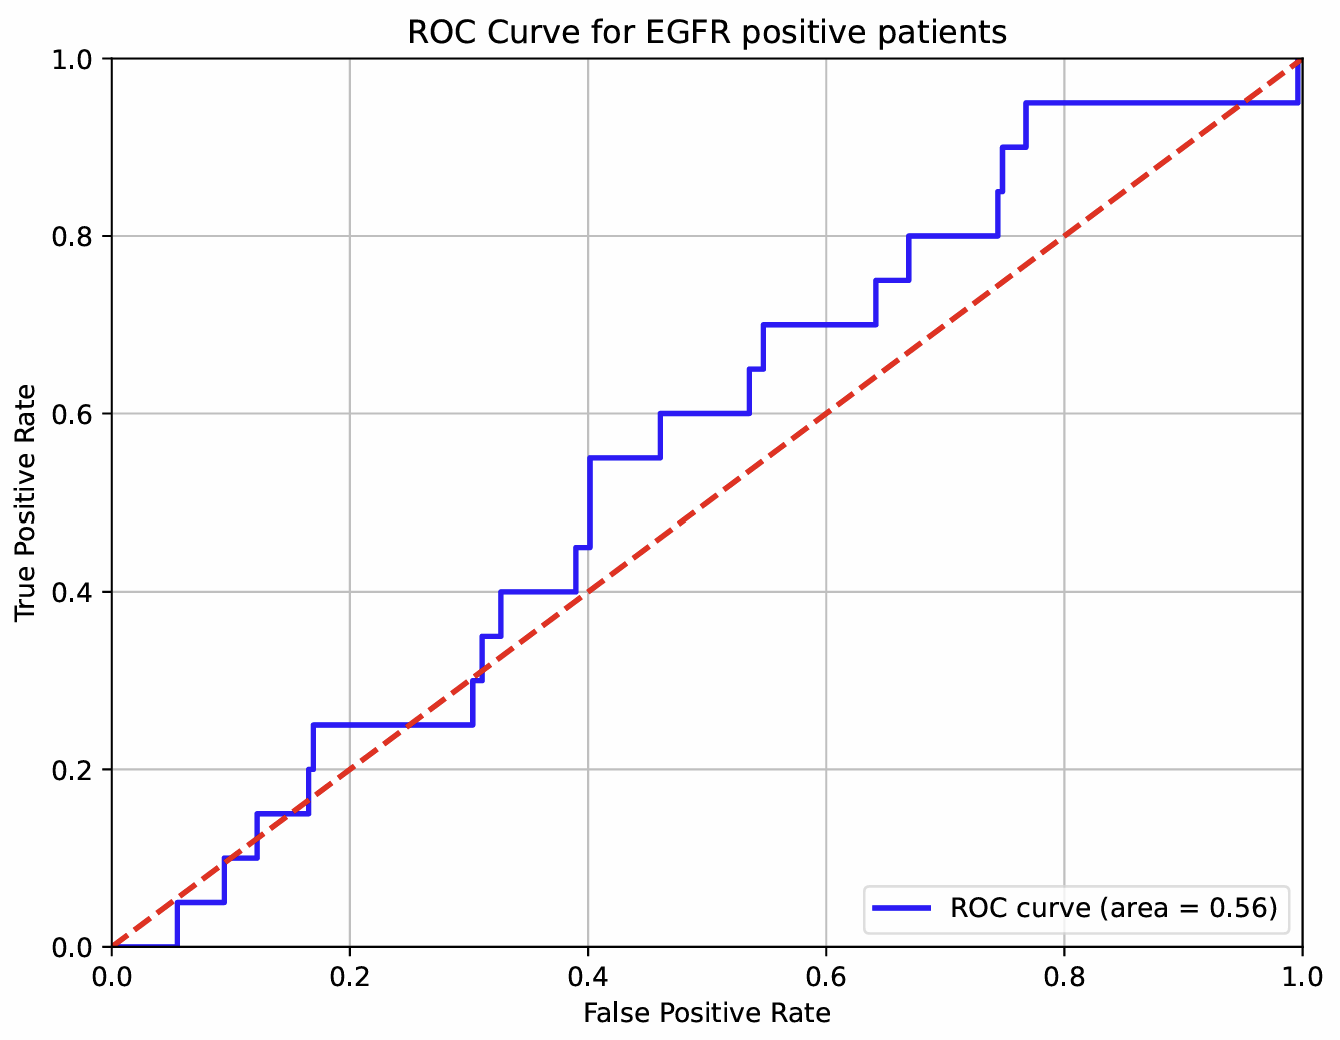 ROC Curve for EGFR positive patients
1.0
0.8
0.6
0.4
0.2
0.0
True Positive Rate
ROC curve (area = 0.56)
0.0 0.2 0.4 0.6 0.8 1.0
False Positive Rate